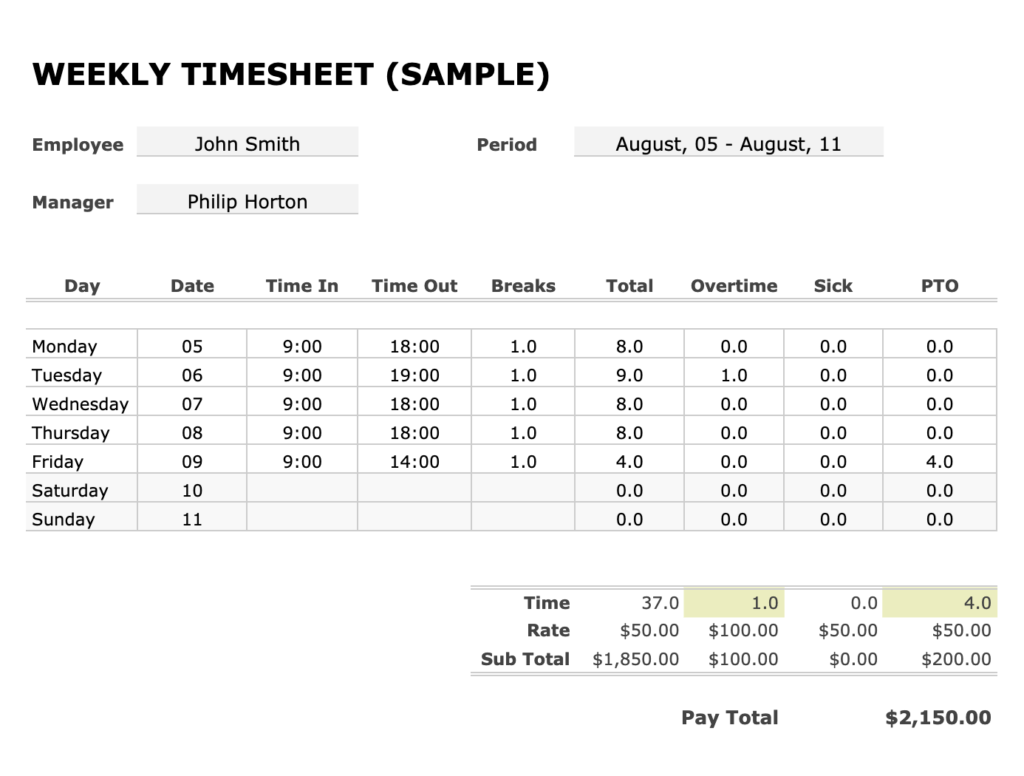 WEEKLY TIMESHEET (SAMPLE)
Employee John Smith Period August, 05 - August, 11
Manager Philip Horton
Day Date Time In Time Out Breaks Total Overtime Sick PTO
Monday 05 9:00 18:00 1.0 8.0 0.0 0.0 0.0
Tuesday 06 9:00 19:00 1.0 9.0 1.0 0.0 0.0
Wednesday 07 9:00 18:00 1.0 8.0 0.0 0.0 0.0
Thursday 08 9:00 18:00 1.0 8.0 0.0 0.0 0.0
Friday 09 9:00 14:00 1.0 4.0 0.0 0.0 4.0
Saturday 10 0.0 0.0 0.0 0.0
Sunday 11 0.0 0.0 0.0 0.0
Time 37.0 1.0 0.0 4.0
Rate $50.00 $100.00 $50.00 $50.00
Sub Total $1,850.00 $100.00 $0.00 $200.00
Pay Total $2,150.00